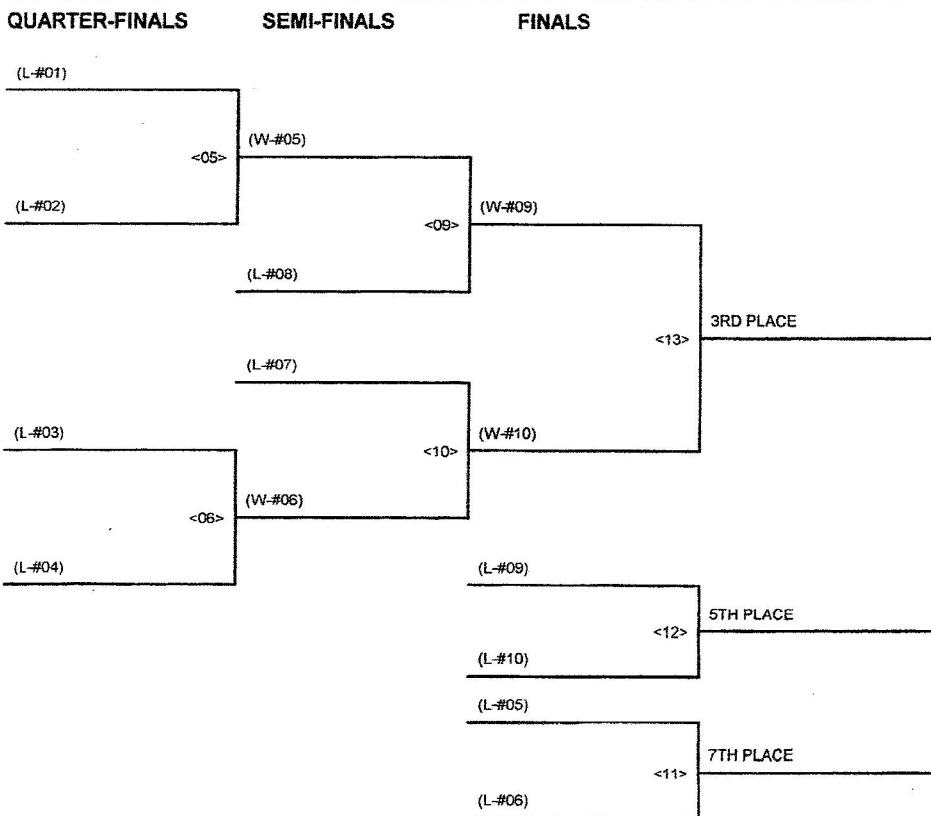 QUARTER-FINALS SEMI-FINALS FINALS
(L-#01)
<05>
(W-#05)
(L-#02)
<09>
(W-#09)
(L-#08)
<13>
3RD PLACE
(L-#07)
(L-#03)
<10>
(W-#10)
<06>
(W-#06)
(L-#04)
(L-#09)
<12>
5TH PLACE
(L-#10)
(L-#05)
<11>
7TH PLACE
(L-#06)